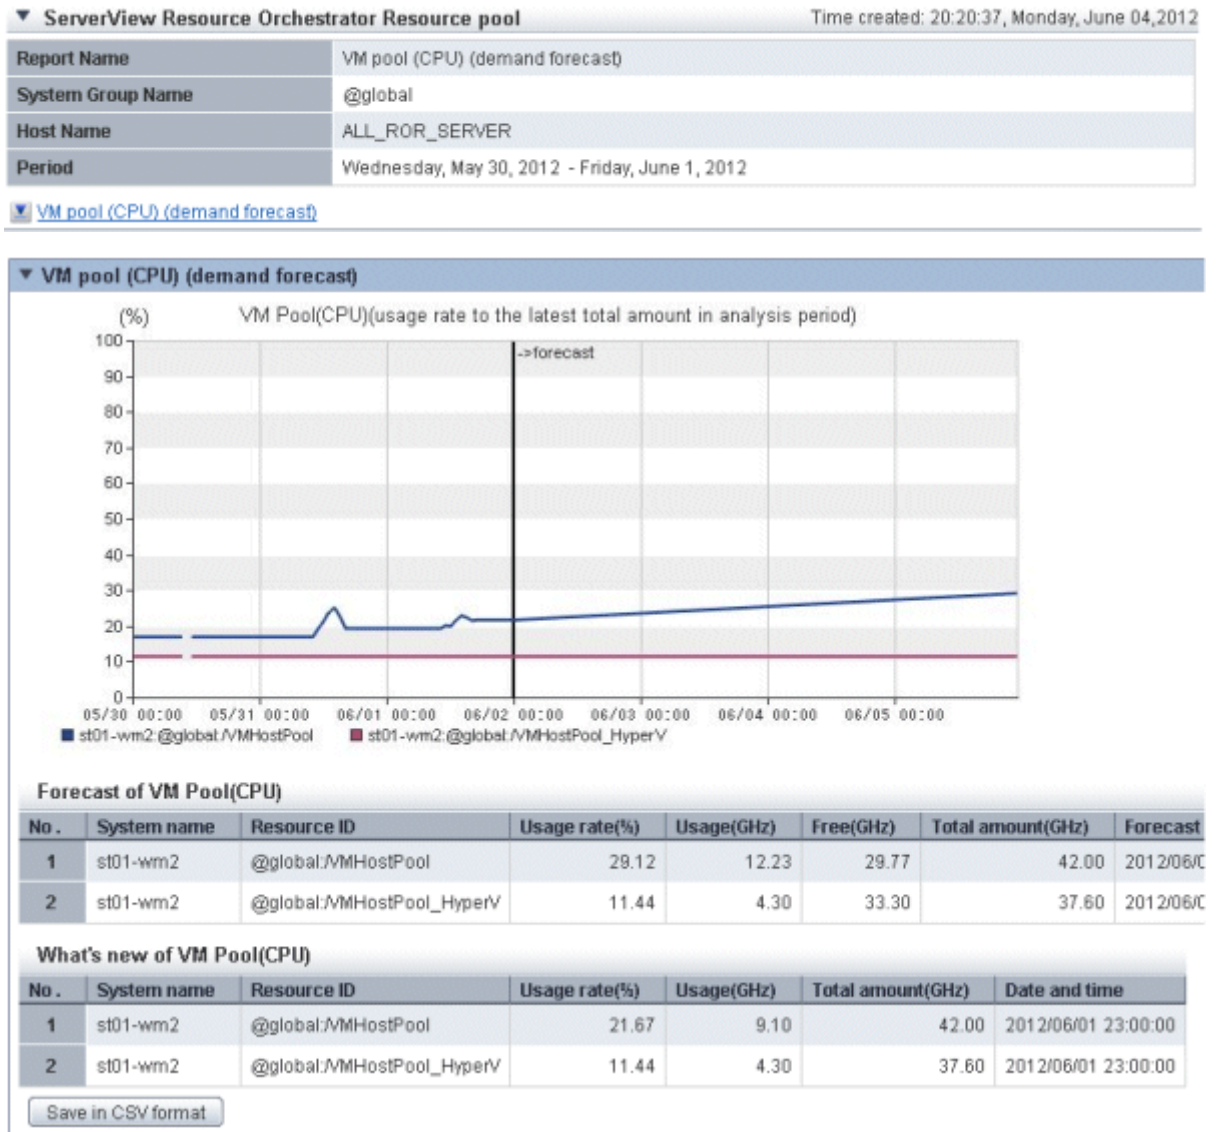 ServerView Resource Orchestrator Resource pool Time created: 20:20:37, Monday, June 04,2012
Report Name VM pool (CPU) (demand forecast)
System Group Name @global
Host Name ALL_ROR_SERVER
Period Wednesday, May 30, 2012 - Friday, June 1, 2012
VM pool (CPU) (demand forecast)
VM pool (CPU) (demand forecast)
(%) VM Pool(CPU)(usage rate to the latest total amount in analysis period)
100
->forecast
90
80
70
60
50
40
30
20
10
0
05/30 00:00 05/31 00:00 06/01 00:00 06/02 00:00 06/03 00:00 06/04 00:00 06/05 00:00
st01-wm2:@global:/VMHostPool st01-wm2:@global:/VMHostPool_HyperV
Forecast of VM Pool(CPU)
No. System name Resource ID Usage rate(%) Usage(GHz) Free(GHz) Total amount(GHz) Forecast
1 st01-wm2 @global:/VMHostPool 29.12 12.23 29.77 42.00 2012/06/0
2 st01-wm2 @global:/VMHostPool_HyperV 11.44 4.30 33.30 37.60 2012/06/0
What's new of VM Pool(CPU)
No. System name Resource ID Usage rate(%) Usage(GHz) Total amount(GHz) Date and time
1 st01-wm2 @global:/VMHostPool 21.67 9.10 42.00 2012/06/01 23:00:00
2 st01-wm2 @global:/VMHostPool_HyperV 11.44 4.30 37.60 2012/06/01 23:00:00
Save in CSV format